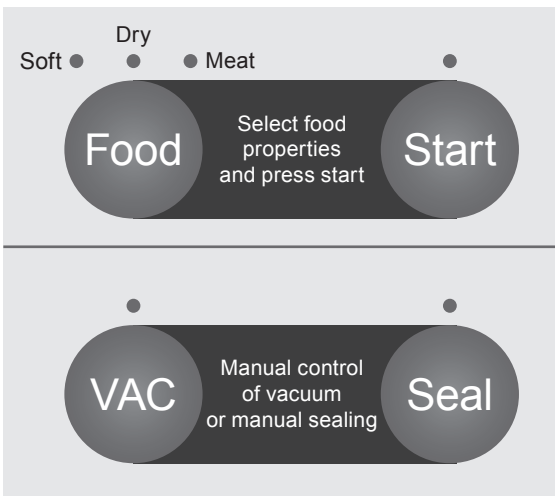 Dry
Soft
Meat
Food
Select food
properties
and press start
Start
VAC
Manual control
of vacuum
or manual sealing
Seal